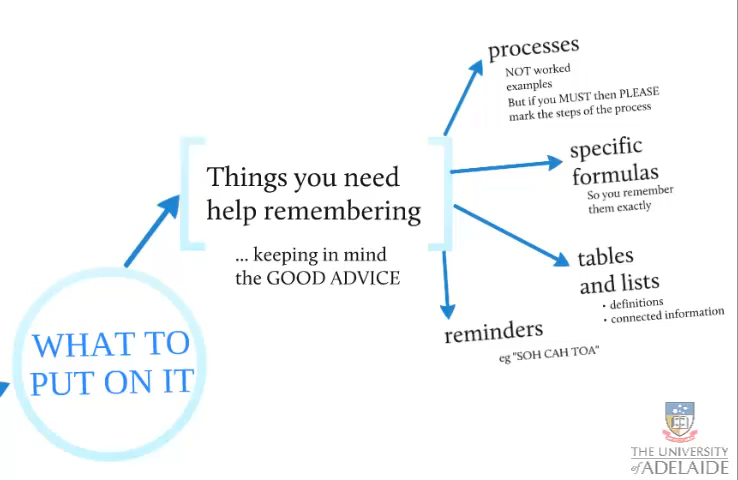 WHAT TO
PUT ON IT
Things you need
help remembering
... keeping in mind
the GOOD ADVICE
processes
NOT worked
examples
But if you MUST then PLEASE
mark the steps of the process
specific
formulas
So you remember
them exactly
tables
and lists
• definitions
• connected information
reminders
eg "SOH CAH TOA"
THE UNIVERSITY
of ADELAIDE